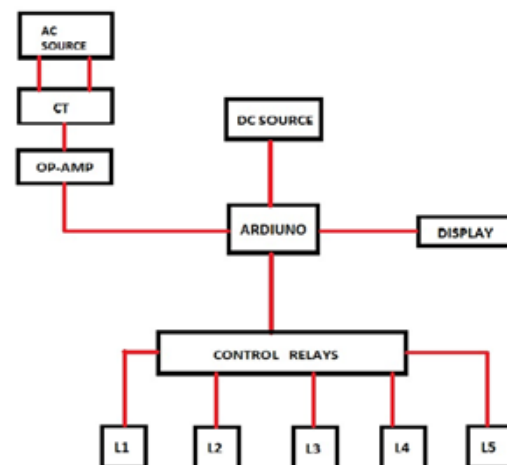 AC
SOURCE
CT
OP-AMP
DC SOURCE
ARDIUNO
DISPLAY
CONTROL RELAYS
L1
L2
L3
L4
L5